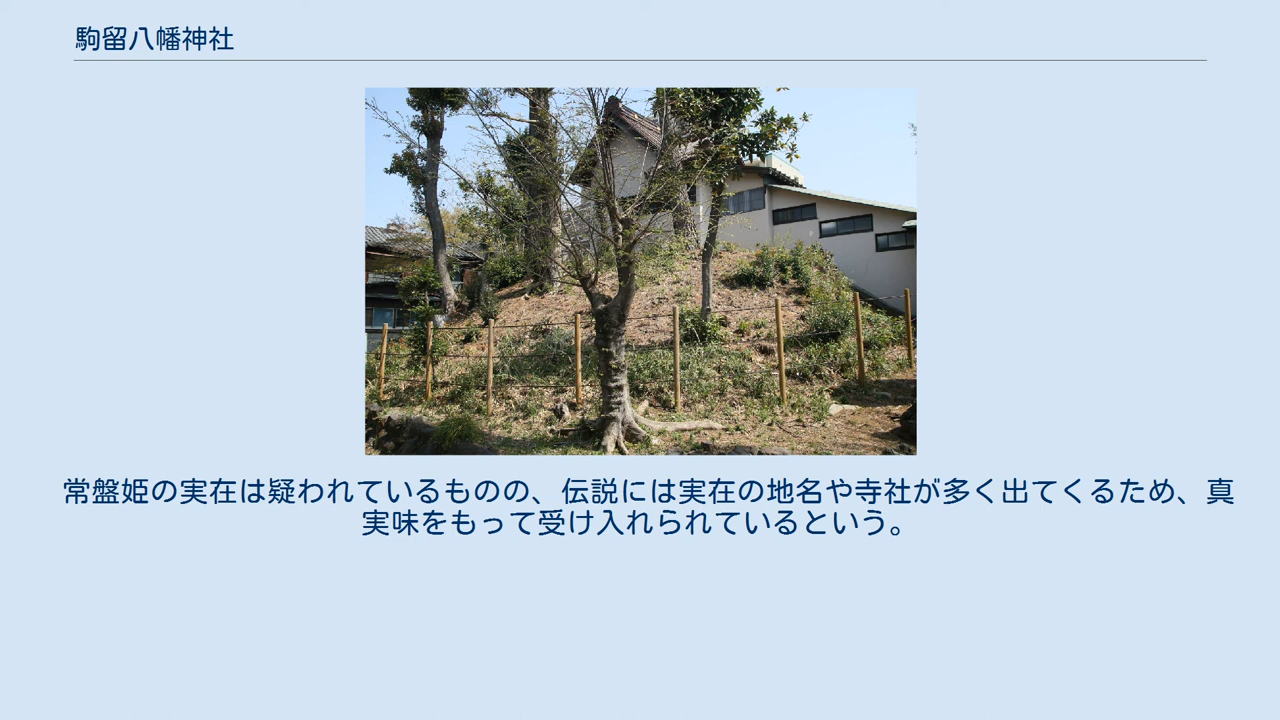 駒留八幡神社
常盤姫の実在は疑われているものの、伝説には実在の地名や寺社が多く出てくるため、真
実味をもって受け入れられているという。